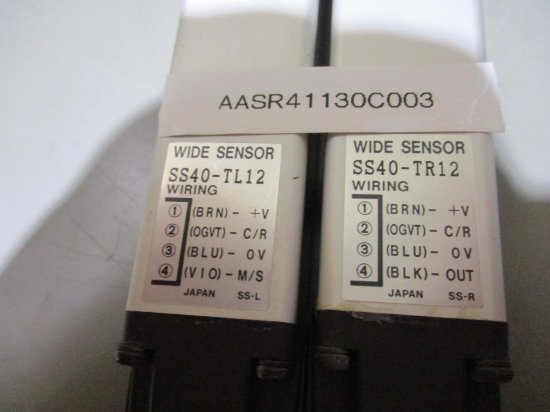 AASR41130C003
WIDE SENSOR
SS40-TL12
WIRING
① (BRN) - +V
② (OGVT) - C/R
③ (BLU) - 0V
④ (VIO) - M/S
JAPAN SS-L
WIDE SENSOR
SS40-TR12
WIRING
① (BRN) - +V
② (OGVT) - C/R
③ (BLU) - 0V
④ (BLK) - OUT
JAPAN SS-R